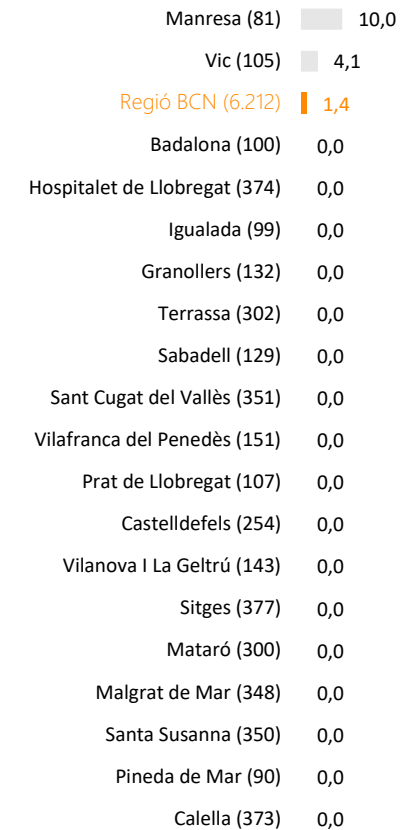 Manresa (81) 10,0
Vic (105) 4,1
Regió BCN (6.212) 1,4
Badalona (100) 0,0
Hospitalet de Llobregat (374) 0,0
Igualada (99) 0,0
Granollers (132) 0,0
Terrassa (302) 0,0
Sabadell (129) 0,0
Sant Cugat del Vallès (351) 0,0
Vilafranca del Penedès (151) 0,0
Prat de Llobregat (107) 0,0
Castelldefels (254) 0,0
Vilanova I La Geltrú (143) 0,0
Sitges (377) 0,0
Mataró (300) 0,0
Malgrat de Mar (348) 0,0
Santa Susanna (350) 0,0
Pineda de Mar (90) 0,0
Calella (373) 0,0